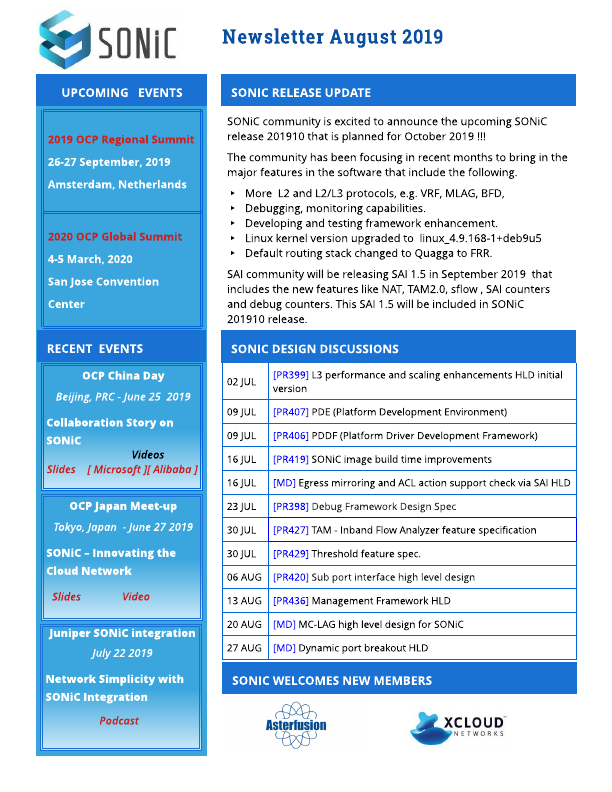 SONiC
Newsletter August 2019
UPCOMING EVENTS
2019 OCP Regional Summit
26-27 September, 2019
Amsterdam, Netherlands
2020 OCP Global Summit
4-5 March, 2020
San Jose Convention
Center
RECENT EVENTS
OCP China Day
Beijing, PRC - June 25 2019
Collaboration Story on
SONiC
Videos
Slides [ Microsoft ][ Alibaba ]
OCP Japan Meet-up
Tokyo, Japan - June 27 2019
SONiC – Innovating the
Cloud Network
Slides Video
Juniper SONiC integration
July 22 2019
Network Simplicity with
SONiC Integration
Podcast
SONIC RELEASE UPDATE
SONiC community is excited to announce the upcoming SONiC
release 201910 that is planned for October 2019 !!!
The community has been focusing in recent months to bring in the
major features in the software that include the following.
‣ More L2 and L2/L3 protocols, e.g. VRF, MLAG, BFD,
‣ Debugging, monitoring capabilities.
‣ Developing and testing framework enhancement.
‣ Linux kernel version upgraded to linux_4.9.168-1+deb9u5
‣ Default routing stack changed to Quagga to FRR.
SAI community will be releasing SAI 1.5 in September 2019 that
includes the new features like NAT, TAM2.0, sflow , SAI counters
and debug counters. This SAI 1.5 will be included in SONiC
201910 release.
SONIC DESIGN DISCUSSIONS
02 JUL [PR399] L3 performance and scaling enhancements HLD initial
version
09 JUL [PR407] PDE (Platform Development Environment)
09 JUL [PR406] PDDF (Platform Driver Development Framework)
16 JUL [PR419] SONiC image build time improvements
16 JUL [MD] Egress mirroring and ACL action support check via SAI HLD
23 JUL [PR398] Debug Framework Design Spec
30 JUL [PR427] TAM - Inband Flow Analyzer feature specification
30 JUL [PR429] Threshold feature spec.
06 AUG [PR420] Sub port interface high level design
13 AUG [PR436] Management Framework HLD
20 AUG [MD] MC-LAG high level design for SONiC
27 AUG [MD] Dynamic port breakout HLD
SONIC WELCOMES NEW MEMBERS
Asterfusion
XCLOUD™
NETWORKS